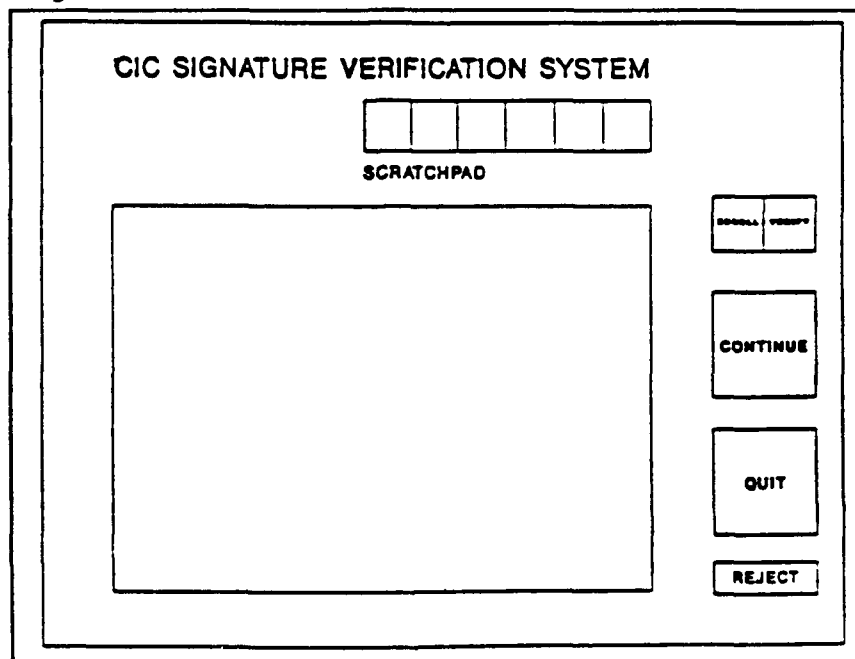 CIC SIGNATURE VERIFICATION SYSTEM
SCRATCHPAD
CONTINUE
QUIT
REJECT